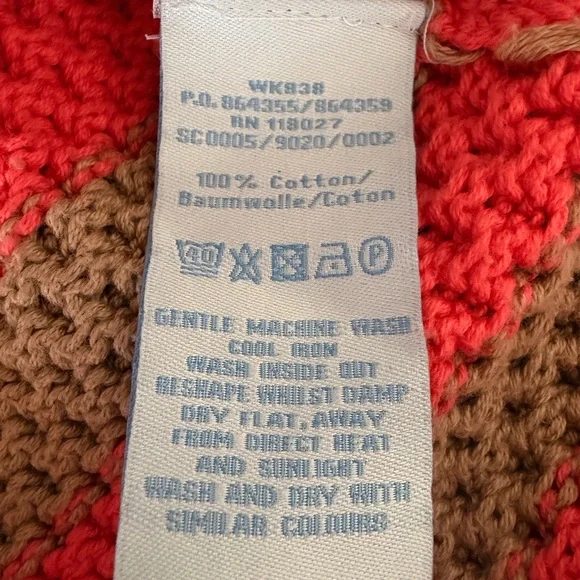 WK938
P.O. 864355/864359
RN 118027
SC0005/9020/0002
100% Cotton/
Baumwolle/Coton
40
P
GENTLE MACHINE WASH
COOL IRON
WASH INSIDE OUT
RESHAPE WHILST DAMP
DRY FLAT, AWAY
FROM DIRECT HEAT
AND SUNLIGHT
WASH AND DRY WITH
SIMILAR COLOURS